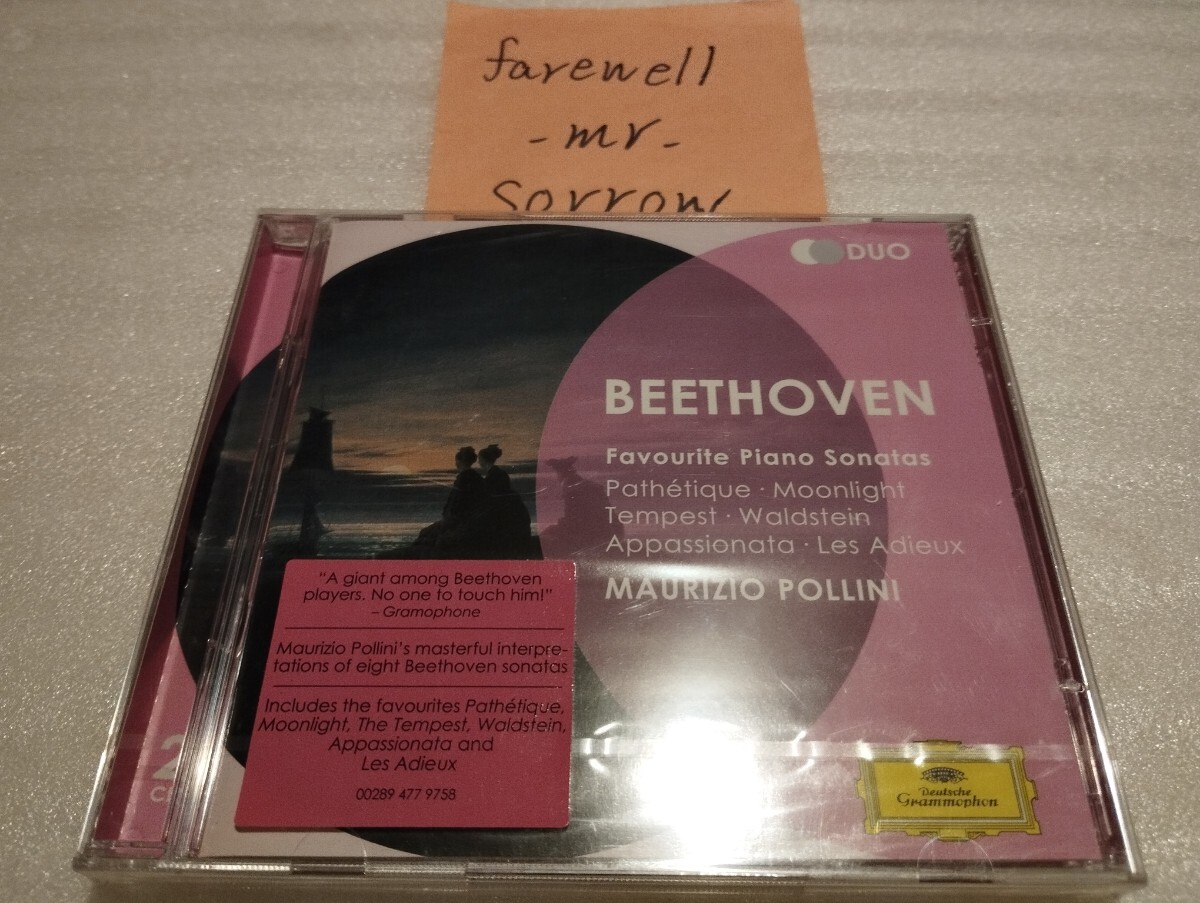 farewell
-mr-
sorrow
DUO
BEETHOVEN
Favourite Piano Sonatas
Pathétique · Moonlight
Tempest · Waldstein
Appassionata · Les Adieux
MAURIZIO POLLINI
"A giant among Beethoven
players. No one to touch him!"
– Gramophone
Maurizio Pollini's masterful interpre-
tations of eight Beethoven sonatas
Includes the favourites Pathétique,
Moonlight, The Tempest, Waldstein,
Appassionata and
Les Adieux
00289 477 9758
2
Deutsche
Grammophon